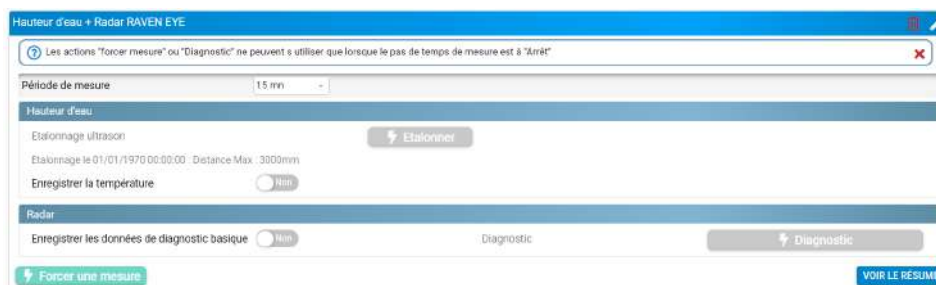 Hauteur d'eau + Radar RAVEN EYE
Les actions "forcer mesure" ou "Diagnostic" ne peuvent s utiliser que lorsque le pas de temps de mesure est à "Arrêt"
Période de mesure 15 mn
Hauteur d'eau
Etalonnage ultrason Etalonner
Etalonnage le 01/01/1970 00:00:00 : Distance Max : 3000mm
Enregistrer la température Non
Radar
Enregistrer les données de diagnostic basique Non Diagnostic Diagnostic
Forcer une mesure VOIR LE RÉSUMÉ